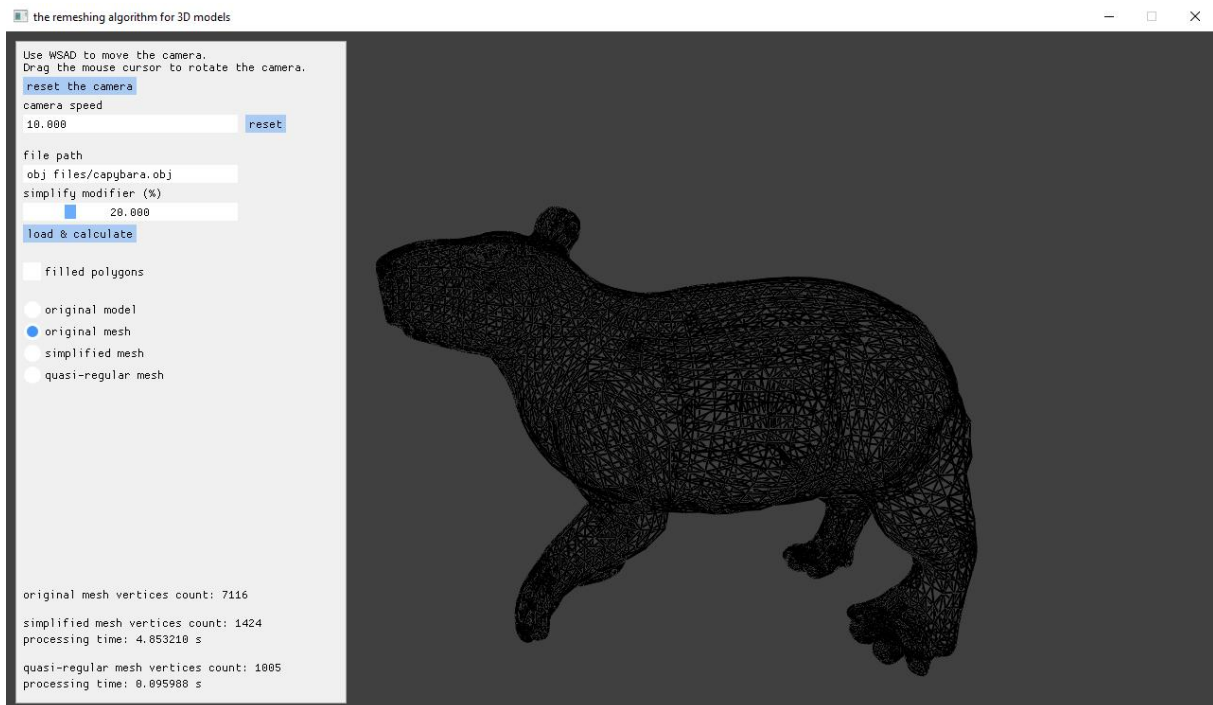 the remeshing algorithm for 3D models
Use WSAD to move the camera.
Drag the mouse cursor to rotate the camera.
reset the camera
camera speed
10.000 reset
file path
obj files/capybara.obj
simplify modifier (%)
20.000
load & calculate
filled polygons
original model
original mesh
simplified mesh
quasi-regular mesh
original mesh vertices count: 7116
simplified mesh vertices count: 1424
processing time: 4.853210 s
quasi-regular mesh vertices count: 1005
processing time: 0.095988 s